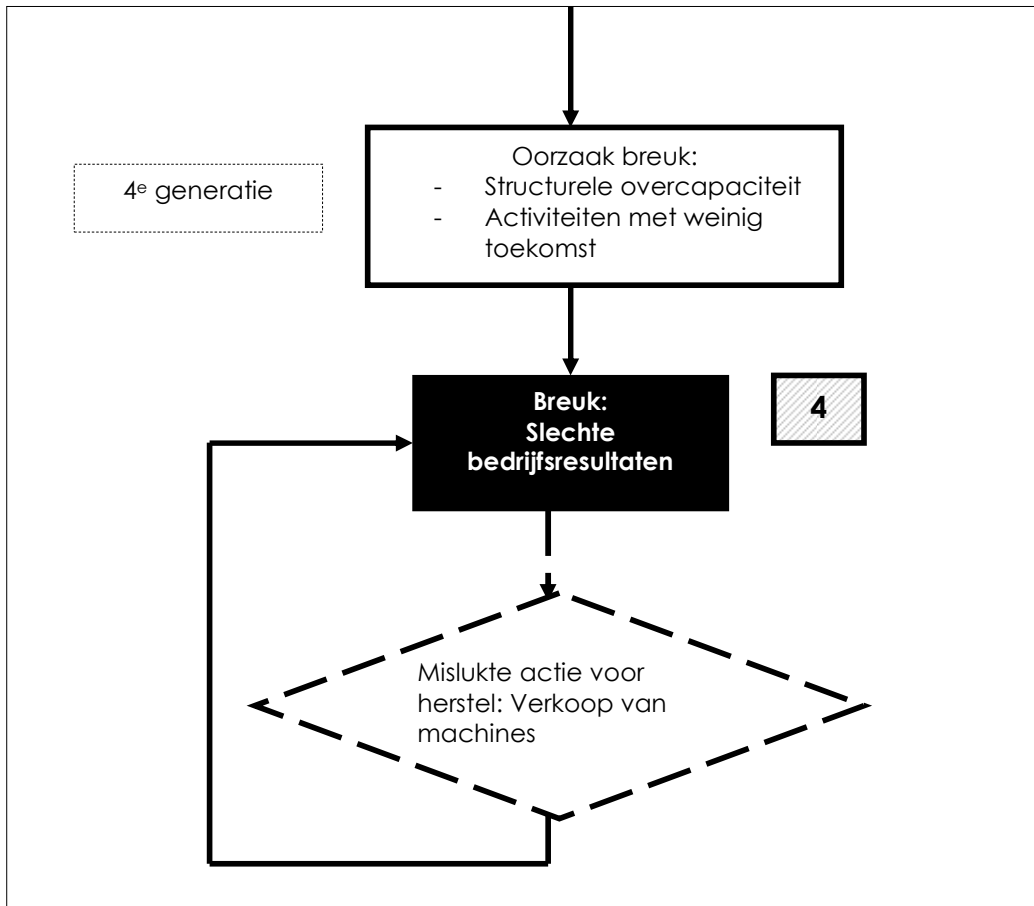 Oorzaak breuk:
4e generatie
- Structurele overcapaciteit
- Activiteiten met weinig
toekomst
Breuk:
Slechte
bedrijfsresultaten
4
Mislukte actie voor
herstel: Verkoop van
machines